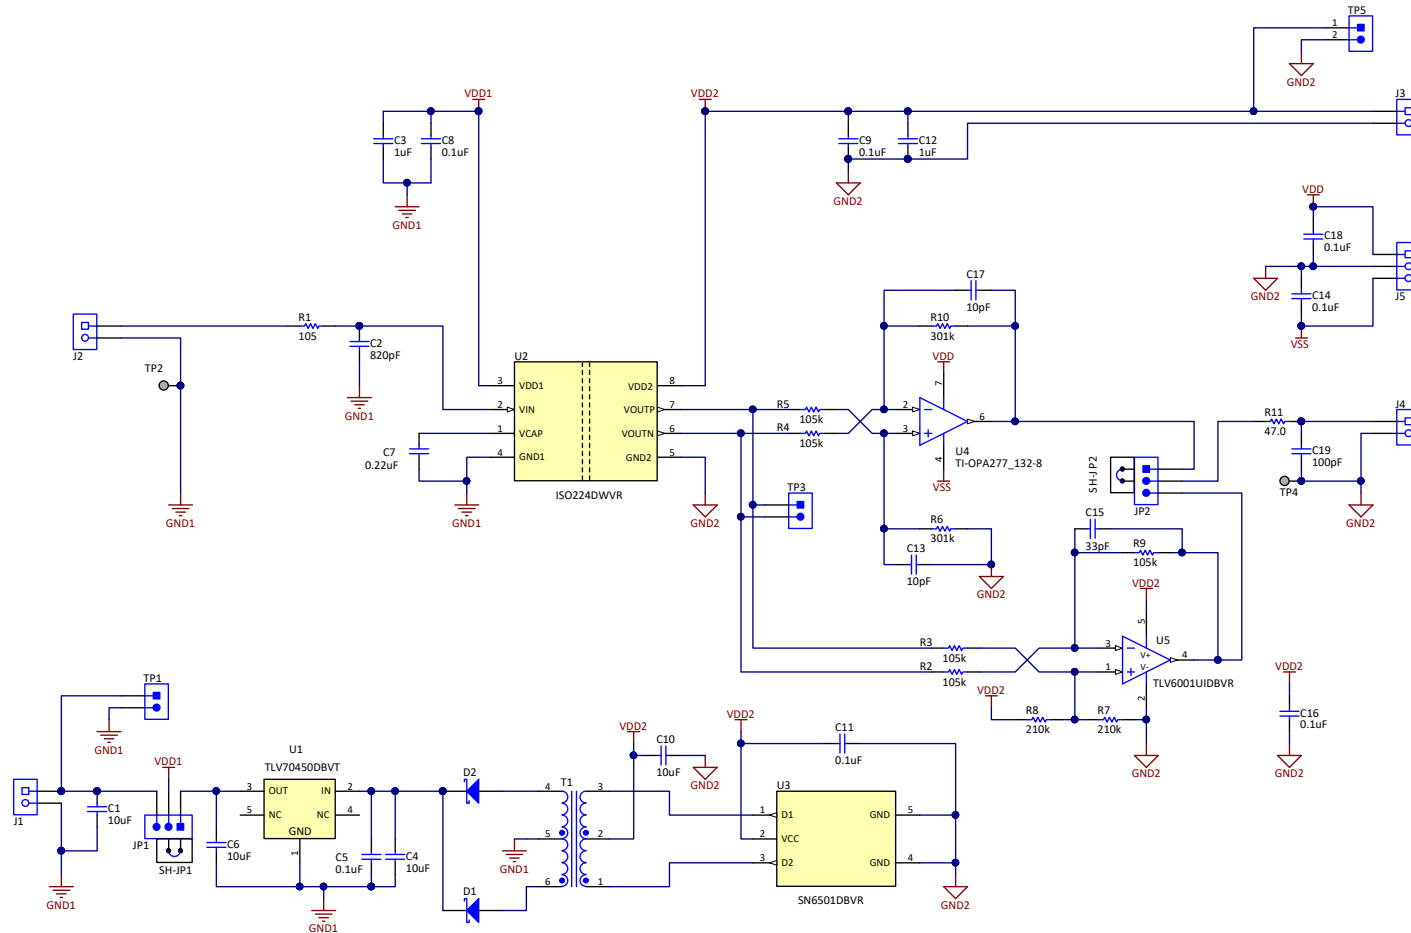 TP5
1
2
GND2
VDD1
VDD2
J3
C3
1uF
C8
0.1uF
C9
0.1uF
C12
1uF
GND1
GND2
VDD
C18
0.1uF
GND2
C14
0.1uF
J5
VSS
C17
10pF
R1
105
R10
301k
J2
C2
820pF
TP2
GND1
U2
VDD
3
VDD1
VDD2
8
7
2
VIN
VOUTP
7
R5
105k
2
6
1
VCAP
VOUTN
6
R4
105k
3
4
GND1
GND2
5
4
U4
TI-OPA277_132-8
VSS
C7
0.22uF
ISO224DWVR
GND1
GND1
GND2
TP3
R11
47.0
J4
C19
100pF
TP4
GND2
SH-JP2
JP2
R6
301k
C13
10pF
GND2
C15
33pF
R9
105k
VDD2
5
R3
105k
3
U5
V+
V-
4
R2
105k
1
2
TLV6001UIDBVR
VDD2
R8
210k
R7
210k
GND2
VDD2
C16
0.1uF
GND2
TP1
GND1
VDD1
U1
TLV70450DBVT
3
OUT
IN
2
5
NC
NC
4
GND
1
J1
C1
10uF
JP1
SH-JP1
C6
10uF
C5
0.1uF
C4
10uF
GND1
GND1
D2
D1
T1
4
5
6
3
2
1
GND1
VDD2
C10
10uF
GND2
VDD2
C11
0.1uF
U3
1
D1
GND
5
2
VCC
3
D2
GND
4
SN6501DBVR
GND2